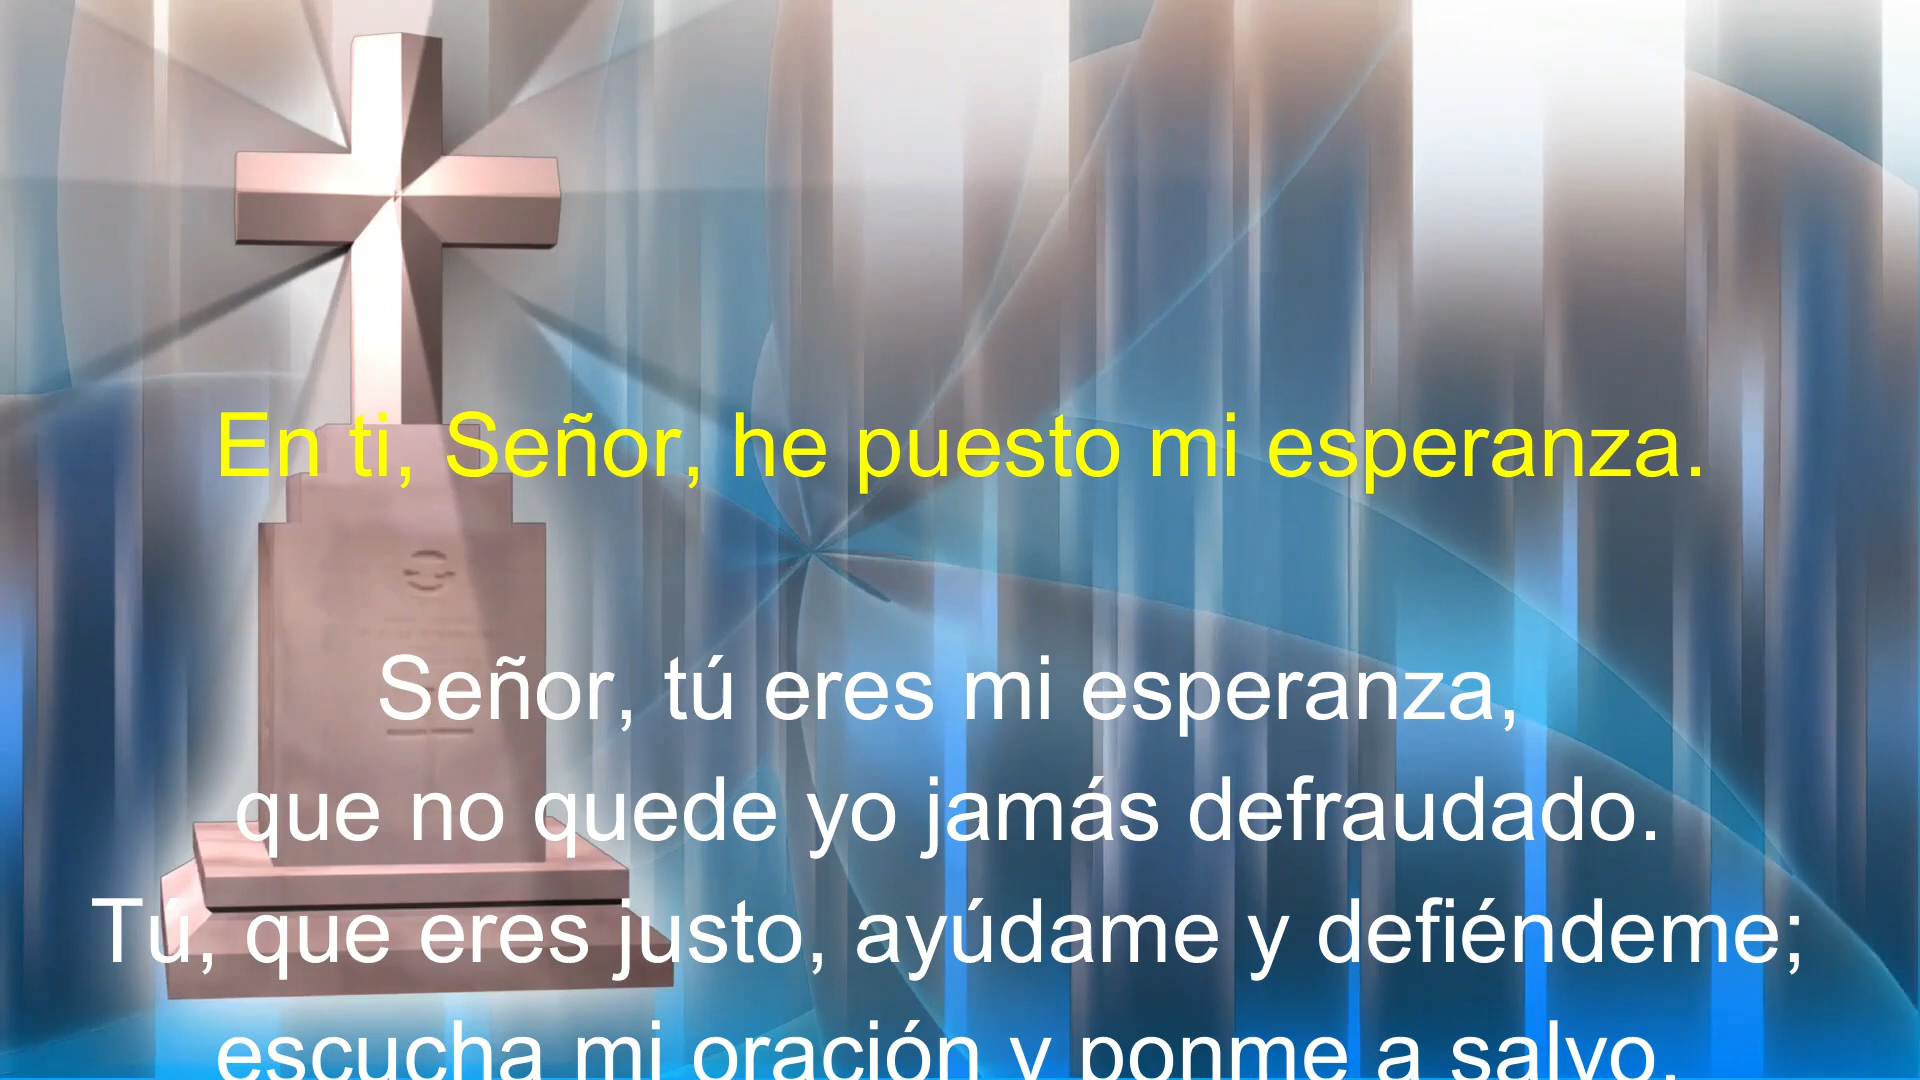 En ti, Señor, he puesto mi esperanza.
Señor, tú eres mi esperanza,
que no quede yo jamás defraudado.
Tú, que eres justo, ayúdame y defiéndeme;
escucha mi oración y ponme a salvo.